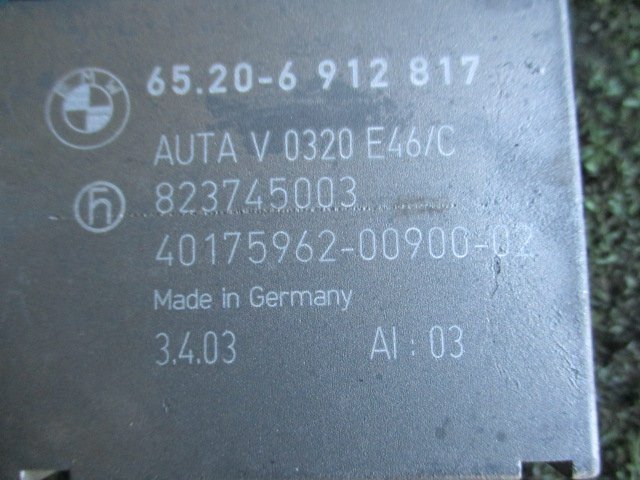 BMW
65.20-6 912 817
AUTA V 0320 E46/C
h
823745003
40175962-00900-02
Made in Germany
3.4.03 AI : 03